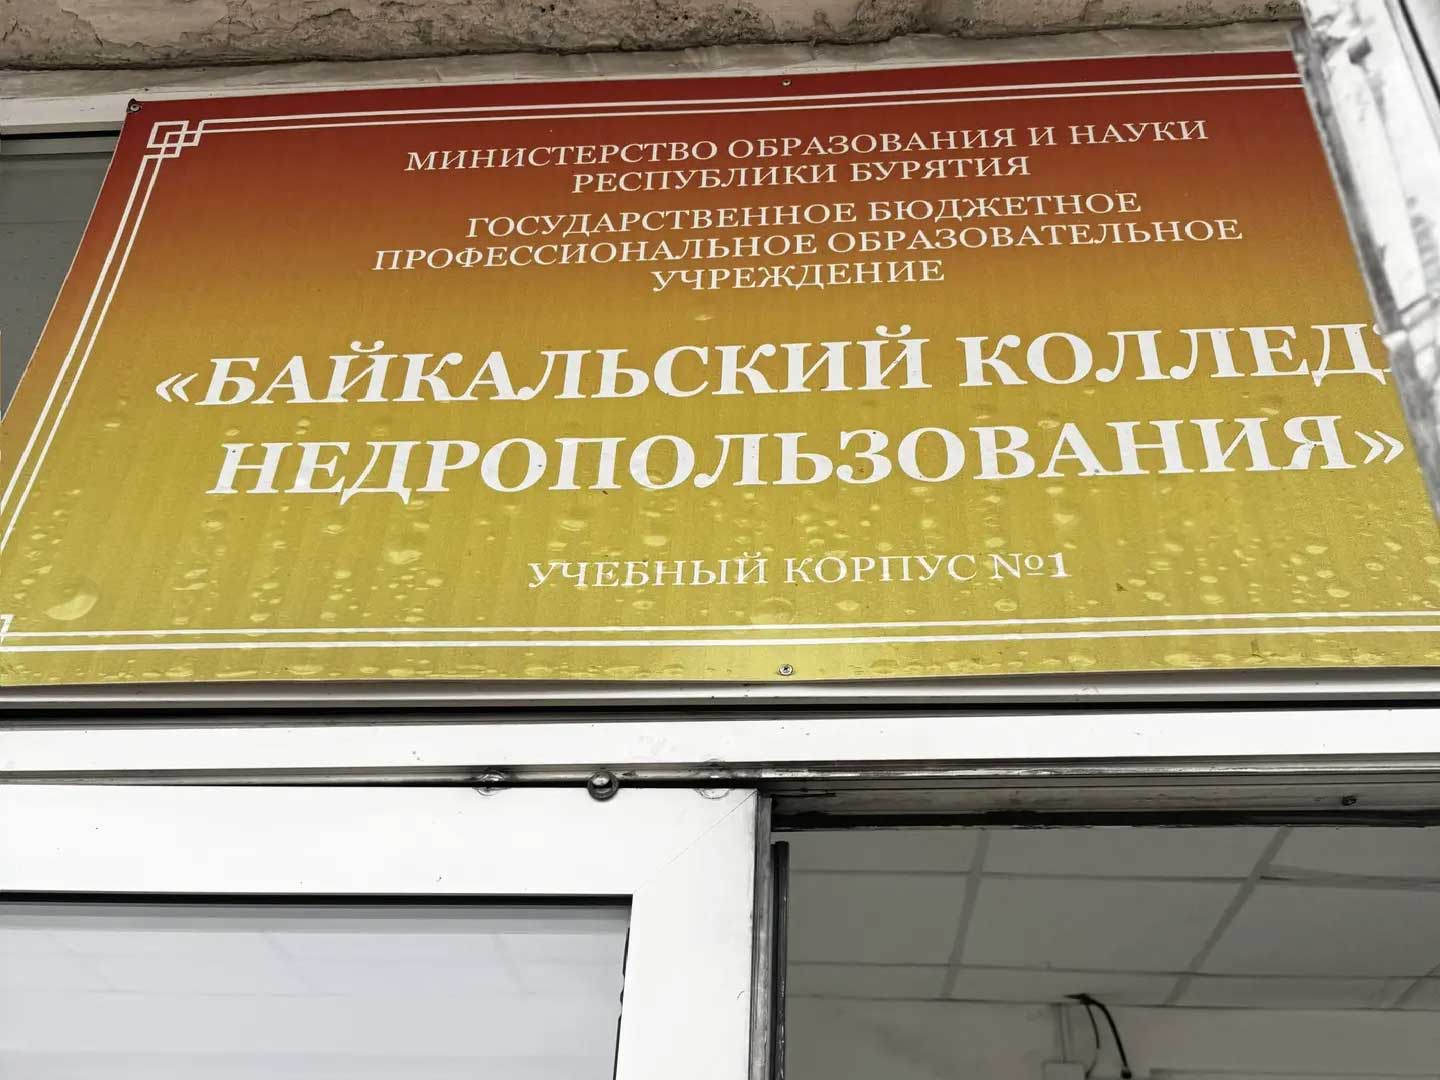 МИНИСТЕРСТВО ОБРАЗОВАНИЯ И НАУКИ
РЕСПУБЛИКИ БУРЯТИЯ
ГОСУДАРСТВЕННОЕ БЮДЖЕТНОЕ
ПРОФЕССИОНАЛЬНОЕ ОБРАЗОВАТЕЛЬНОЕ
УЧРЕЖДЕНИЕ
«БАЙКАЛЬСКИЙ КОЛЛЕД
НЕДРОПОЛЬЗОВАНИЯ»
УЧЕБНЫЙ КОРПУС №1